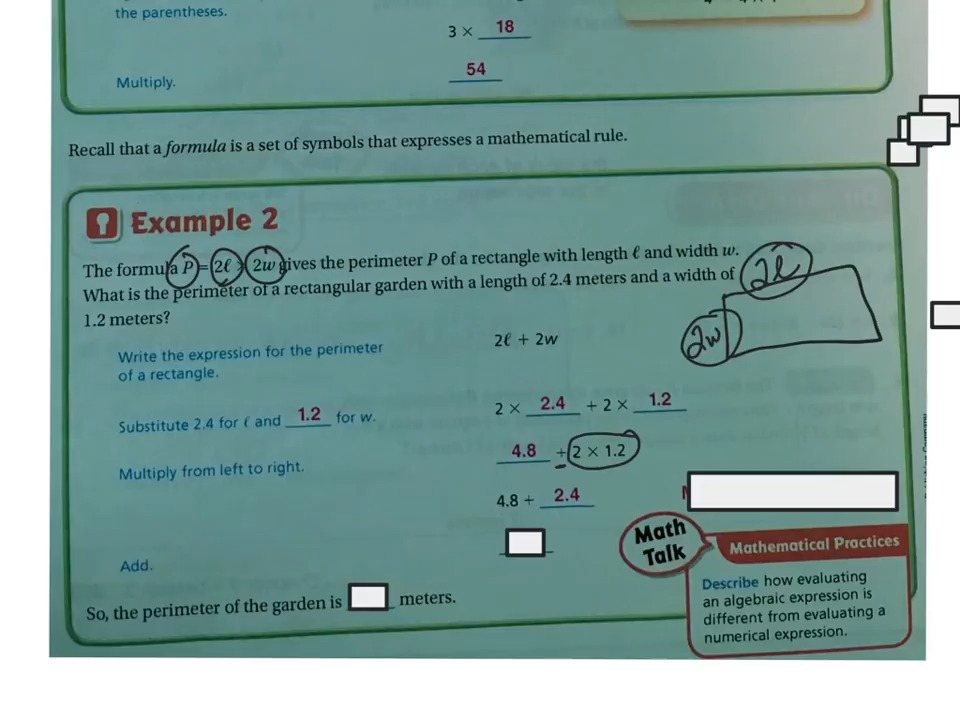 the parentheses.
3 × 18
54
Multiply.
Recall that a formula is a set of symbols that expresses a mathematical rule.
Example 2
The formula P = 2ℓ + 2w gives the perimeter P of a rectangle with length ℓ and width w.
What is the perimeter of a rectangular garden with a length of 2.4 meters and a width of
1.2 meters?
2ℓ
2w
Write the expression for the perimeter
of a rectangle.
2ℓ + 2w
Substitute 2.4 for ℓ and 1.2 for w.
2 × 2.4 + 2 × 1.2
Multiply from left to right.
4.8 + 2 × 1.2
4.8 + 2.4
Add.
So, the perimeter of the garden is meters.
Math
Talk
Mathematical Practices
Describe how evaluating
an algebraic expression is
different from evaluating a
numerical expression.